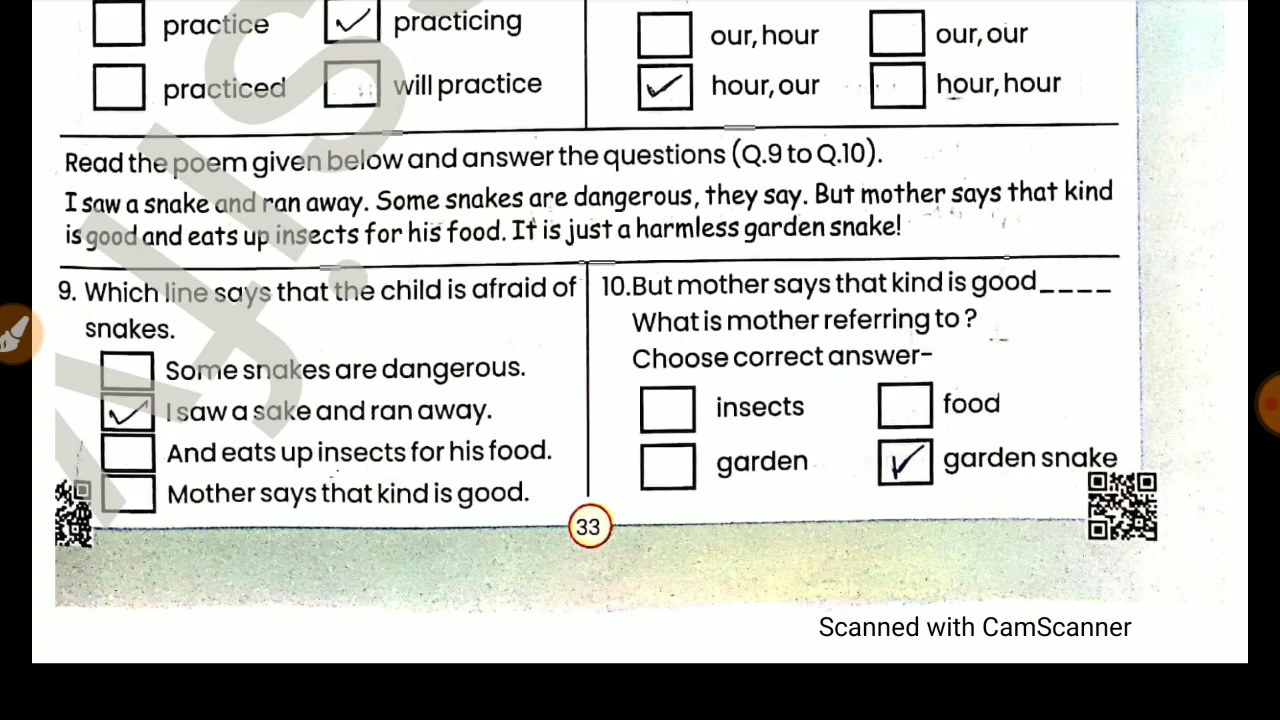 practice
practicing
our, hour
our, our
practiced
will practice
hour, our
hour, hour
Read the poem given below and answer the questions (Q.9 to Q.10).
I saw a snake and ran away. Some snakes are dangerous, they say. But mother says that kind
is good and eats up insects for his food. It is just a harmless garden snake!
9. Which line says that the child is afraid of
snakes.
Some snakes are dangerous.
I saw a sake and ran away.
And eats up insects for his food.
Mother says that kind is good.
10.But mother says that kind is good____
What is mother referring to ?
Choose correct answer-
insects
food
garden
garden snake
33
Scanned with CamScanner